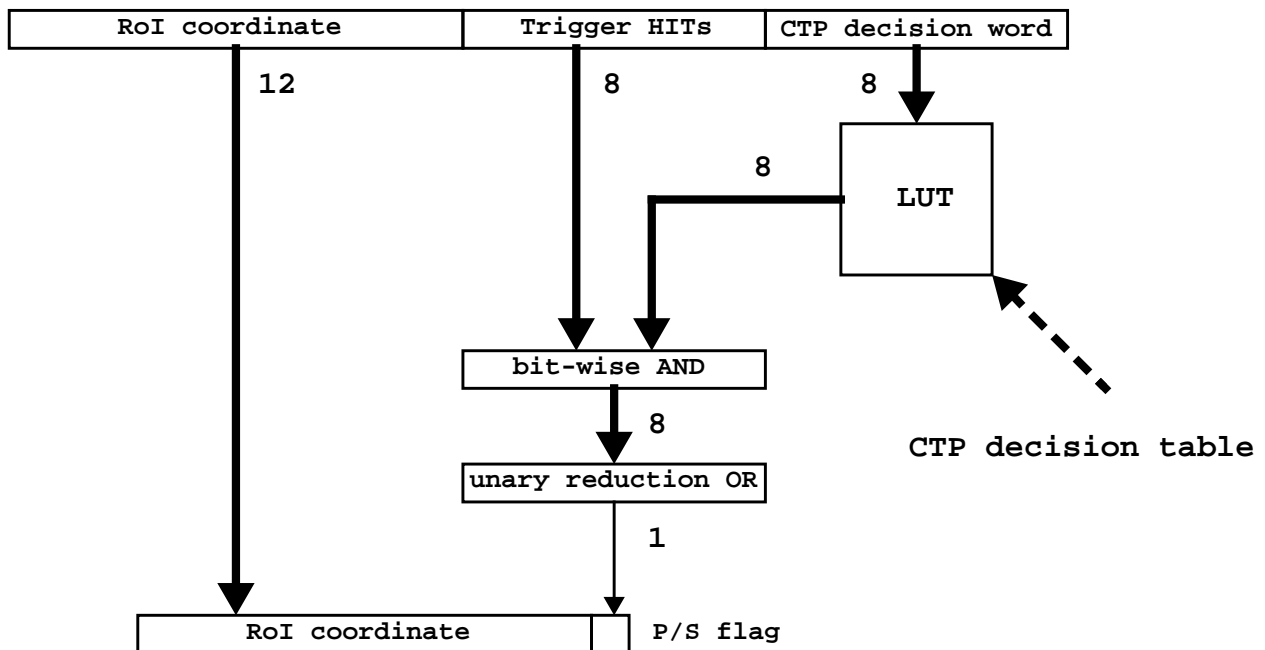 RoI coordinate Trigger HITs CTP decision word
12 8 8
8
LUT
bit-wise AND
8
CTP decision table
unary reduction OR
1
RoI coordinate P/S flag